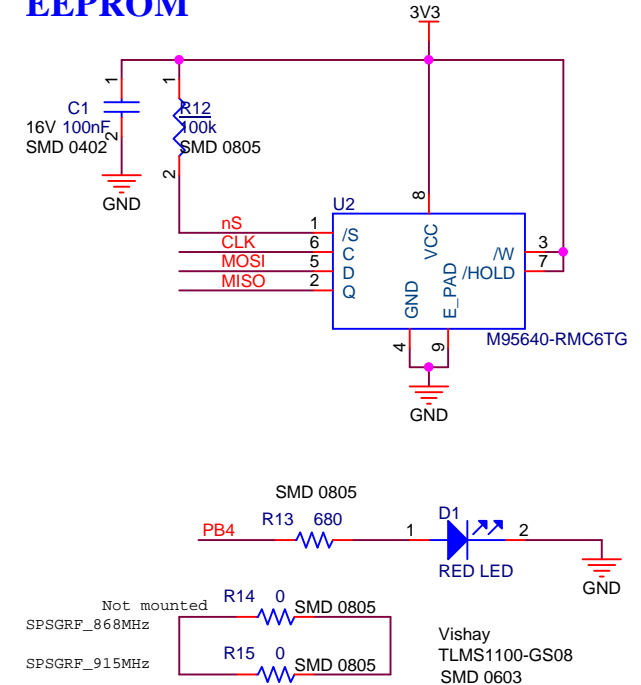 EEPROM
3V3
1
1
C1
R12
16V 100nF
100k
2
SMD 0402
SMD 0805
2
GND
8
U2
nS
1
/S
VCC
/W
3
CLK
6
C
MOSI
5
D
/HOLD
7
MISO
2
Q
GND
E_PAD
4
9
M95640-RMC6TG
GND
SMD 0805
R13 680
D1
PB4
1
2
RED LED
GND
R14 0
SMD 0805
Not mounted
SPSGRF_868MHz
R15 0
SMD 0805
SPSGRF_915MHz
Vishay
TLMS1100-GS08
SMD 0603